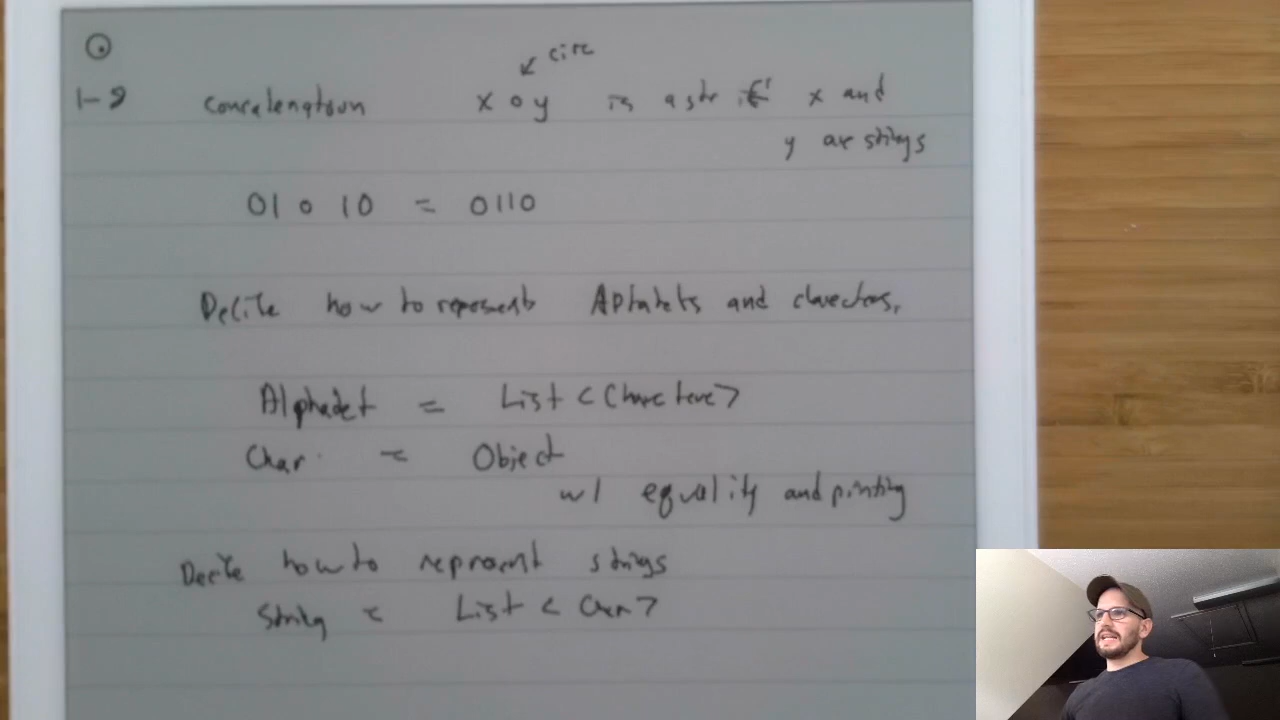 circ
1-9 Concatenation x ∘ y is a str if x and
y are strings
01 ∘ 10 = 0110
Decide how to represent Alphabets and characters.
Alphabet = List <Character>
Char = Object
w/ equality and printing
Decide how to represent strings
String = List < Char >